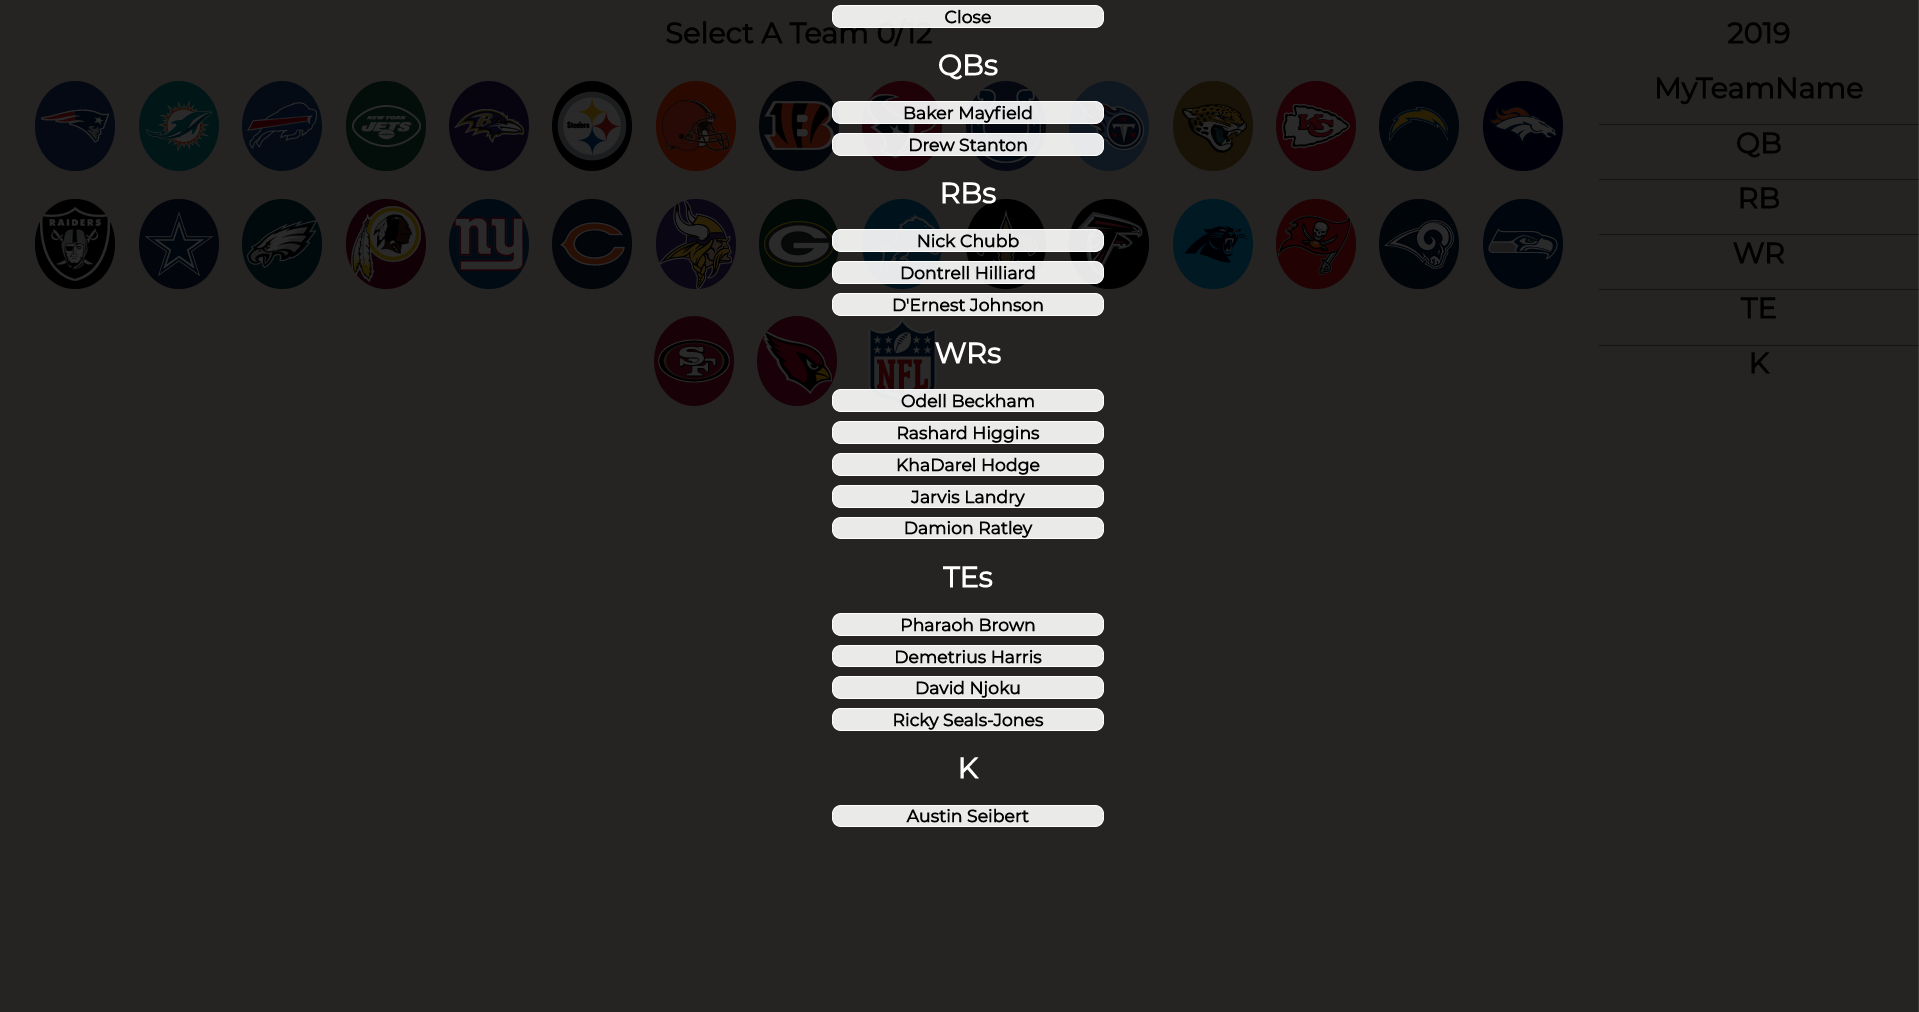 Close
Select A Team 0/12
2019
QBs
MyTeamName
Baker Mayfield
Drew Stanton
QB
RBs
RB
Nick Chubb
Dontrell Hilliard
D'Ernest Johnson
WR
TE
WRs
K
Odell Beckham
Rashard Higgins
KhaDarel Hodge
Jarvis Landry
Damion Ratley
TEs
Pharaoh Brown
Demetrius Harris
David Njoku
Ricky Seals-Jones
K
Austin Seibert
NEW YORK
JETS
Steelers
RAIDERS
ny
SF
NFL